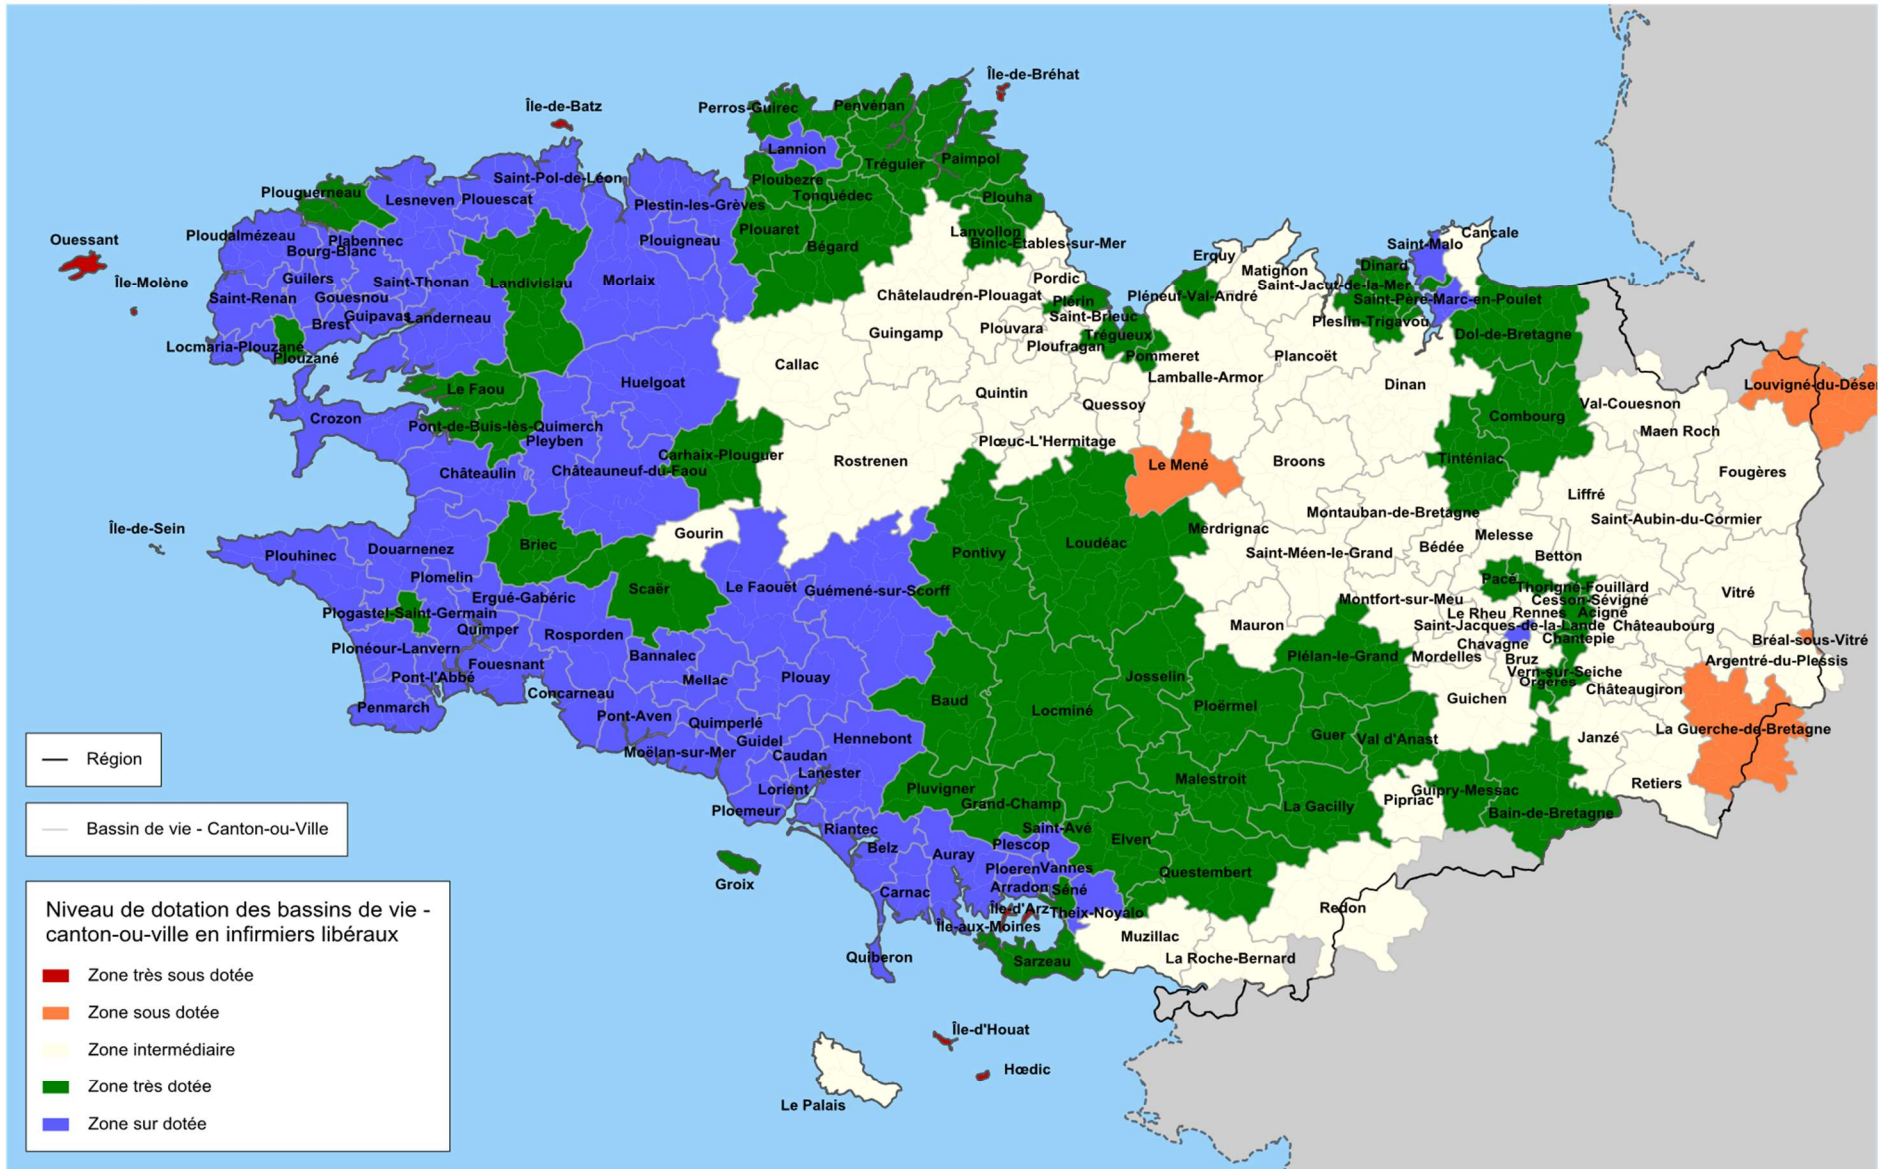 Île-de-Bréhat
Île-de-Batz
Perros-Guirec
Penvénan
Lannion
Saint-Pol-de-Léon
Tréguier
Paimpol
Ploubezre
Plouguerneau
Lesneven
Plouescat
Tonquédec
Plouha
Plestin-les-Grèves
Plouaret
Lanvollon
Ouessant
Ploudalmézeau
Plabennec
Bourg-Blanc
Plouigneau
Bégard
Binic-Étables-sur-Mer
Saint-Malo
Cancale
Erquy
Dinard
Matignon
Île-Molène
Guilers
Saint-Thonan
Landivisiau
Morlaix
Pordic
Saint-Jacut-de-la-Mer
Saint-Renan
Gouesnou
Châtelaudren-Plouagat
Plérin
Pléneuf-Val-André
Saint-Père-Marc-en-Poulet
Brest
Guipavas
Landerneau
Guingamp
Plouvara
Saint-Brieuc
Pleslin-Trigavou
Dol-de-Bretagne
Locmaria-Plouzané
Plouzané
Ploufragan
Trégueux
Pommeret
Plancoët
Callac
Huelgoat
Le Faou
Quintin
Lamballe-Armor
Dinan
Louvigné-du-Déser
Crozon
Quessoy
Val-Couesnon
Pont-de-Buis-lès-Quimerch
Pleyben
Combourg
Maen Roch
Carhaix-Plouguer
Rostrenen
Plœuc-L'Hermitage
Le Mené
Broons
Tinténiac
Fougères
Châteaulin
Châteauneuf-du-Faou
Liffré
Île-de-Sein
Gourin
Merdrignac
Montauban-de-Bretagne
Saint-Aubin-du-Cormier
Melesse
Plouhinec
Douarnenez
Briec
Pontivy
Loudéac
Saint-Méen-le-Grand
Bédée
Betton
Plomelin
Scaër
Le Faouët
Guémené-sur-Scorff
Pacé
Thorigné-Fouillard
Vitré
Ergué-Gabéric
Montfort-sur-Meu
Cesson-Sévigné
Plogastel-Saint-Germain
Le Rheu
Rennes
Acigné
Quimper
Rosporden
Mauron
Saint-Jacques-de-la-Lande
Châteaubourg
Plonéour-Lanvern
Bannalec
Chavagne
Chantepie
Bréal-sous-Vitré
Fouesnant
Plélan-le-Grand
Mordelles
Bruz
Argentré-du-Plessis
Pont-l'Abbé
Mellac
Plouay
Josselin
Vern-sur-Seiche
Orgères
Concarneau
Châteaugiron
Penmarch
Baud
Locminé
Ploërmel
Guichen
Pont-Aven
Quimperlé
La Guerche-de-Bretagne
Guidel
Hennebont
Guer
Val d'Anast
Janzé
Moëlan-sur-Mer
Caudan
Lanester
Malestroit
Retiers
Lorient
Pluvigner
Guipry-Messac
Pipriac
Ploemeur
Grand-Champ
La Gacilly
Bain-de-Bretagne
Riantec
Saint-Avé
Elven
Belz
Auray
Plescop
Ploeren
Vannes
Questembert
Groix
Carnac
Arradon
Séné
Île-d'Arz
Theix-Noyalo
Redon
Île-aux-Moines
Muzillac
Quiberon
Sarzeau
La Roche-Bernard
Île-d'Houat
Hœdic
Le Palais
Région
Bassin de vie - Canton-ou-Ville
Niveau de dotation des bassins de vie -
canton-ou-ville en infirmiers libéraux
Zone très sous dotée
Zone sous dotée
Zone intermédiaire
Zone très dotée
Zone sur dotée